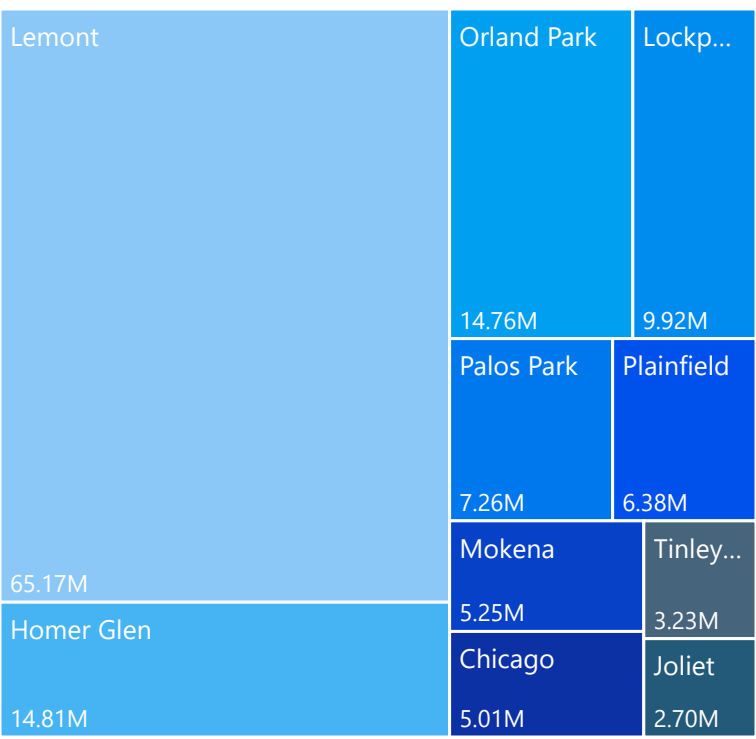 Lemont
65.17M
Homer Glen
14.81M
Orland Park
14.76M
Lockp...
9.92M
Palos Park
7.26M
Plainfield
6.38M
Mokena
5.25M
Chicago
5.01M
Tinley...
3.23M
Joliet
2.70M